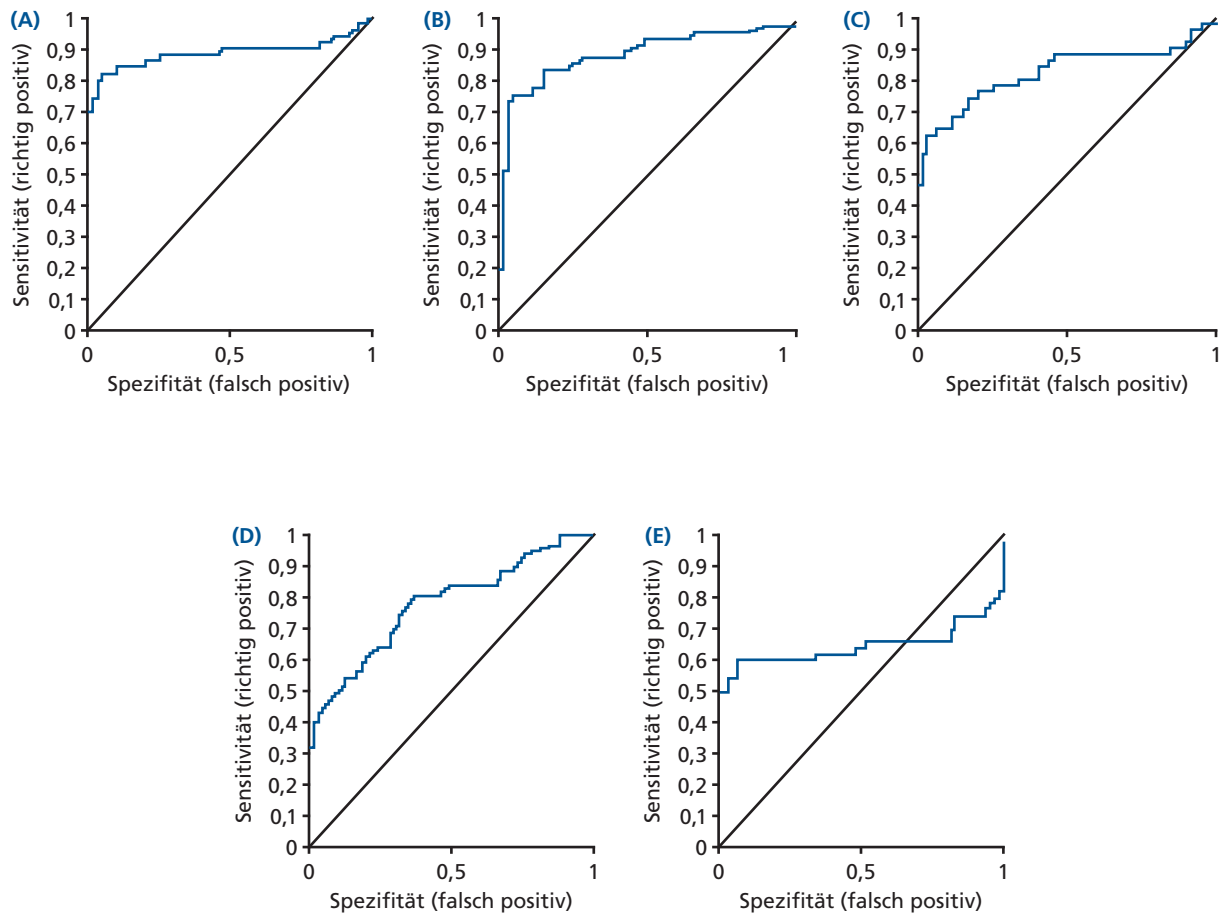 (A)
Sensitivität (richtig positiv)
1
0,9
0,8
0,7
0,6
0,5
0,4
0,3
0,2
0,1
0
0 0,5 1
Spezifität (falsch positiv)
(B)
Sensitivität (richtig positiv)
1
0,9
0,8
0,7
0,6
0,5
0,4
0,3
0,2
0,1
0
0 0,5 1
Spezifität (falsch positiv)
(C)
Sensitivität (richtig positiv)
1
0,9
0,8
0,7
0,6
0,5
0,4
0,3
0,2
0,1
0
0 0,5 1
Spezifität (falsch positiv)
(D)
Sensitivität (richtig positiv)
1
0,9
0,8
0,7
0,6
0,5
0,4
0,3
0,2
0,1
0
0 0,5 1
Spezifität (falsch positiv)
(E)
Sensitivität (richtig positiv)
1
0,9
0,8
0,7
0,6
0,5
0,4
0,3
0,2
0,1
0
0 0,5 1
Spezifität (falsch positiv)